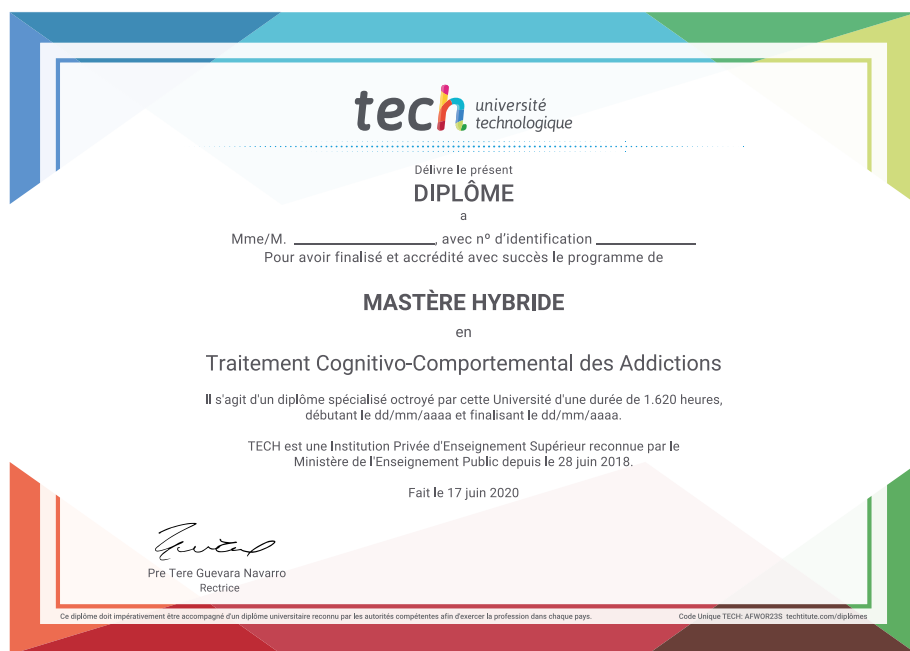 tech université
technologique
Délivre le présent
DIPLÔME
a
Mme/M. ____________________, avec nº d'identification ______________
Pour avoir finalisé et accrédité avec succès le programme de
MASTÈRE HYBRIDE
en
Traitement Cognitivo-Comportemental des Addictions
Il s'agit d'un diplôme spécialisé octroyé par cette Université d'une durée de 1.620 heures,
débutant le dd/mm/aaaa et finalisant le dd/mm/aaaa.
TECH est une Institution Privée d'Enseignement Supérieur reconnue par le
Ministère de l'Enseignement Public depuis le 28 juin 2018.
Fait le 17 juin 2020
Pre Tere Guevara Navarro
Rectrice
Ce diplôme doit impérativement être accompagné d'un diplôme universitaire reconnu par les autorités compétentes afin d'exercer la profession dans chaque pays. Code Unique TECH: AFWOR23S techtitute.com/diplômes